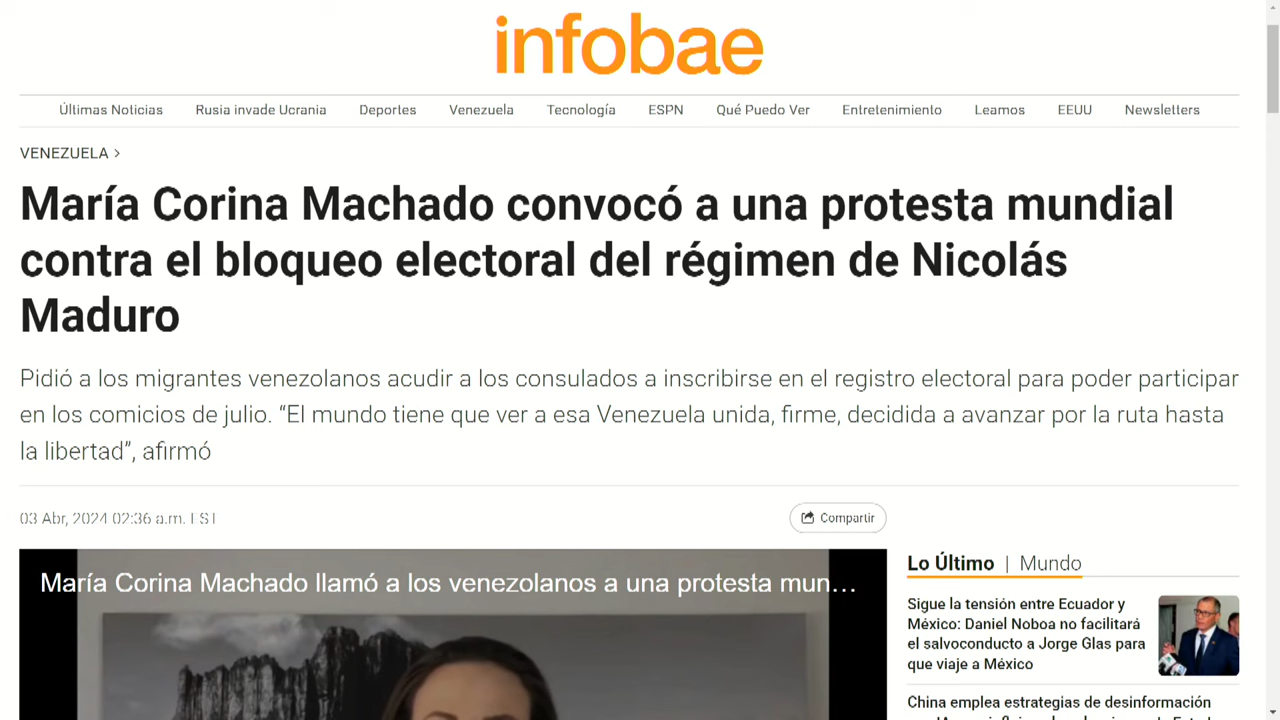 infobae
Últimas Noticias
Rusia invade Ucrania
Deportes
Venezuela
Tecnología
ESPN
Qué Puedo Ver
Entretenimiento
Leamos
EEUU
Newsletters
VENEZUELA >
María Corina Machado convocó a una protesta mundial
contra el bloqueo electoral del régimen de Nicolás
Maduro
Pidió a los migrantes venezolanos acudir a los consulados a inscribirse en el registro electoral para poder participar
en los comicios de julio. “El mundo tiene que ver a esa Venezuela unida, firme, decidida a avanzar por la ruta hasta
la libertad”, afirmó
03 Abr, 2024 02:36 a.m. EST
Compartir
María Corina Machado llamó a los venezolanos a una protesta mun...
Lo Último | Mundo
Sigue la tensión entre Ecuador y
México: Daniel Noboa no facilitará
el salvoconducto a Jorge Glas para
que viaje a México
China emplea estrategias de desinformación